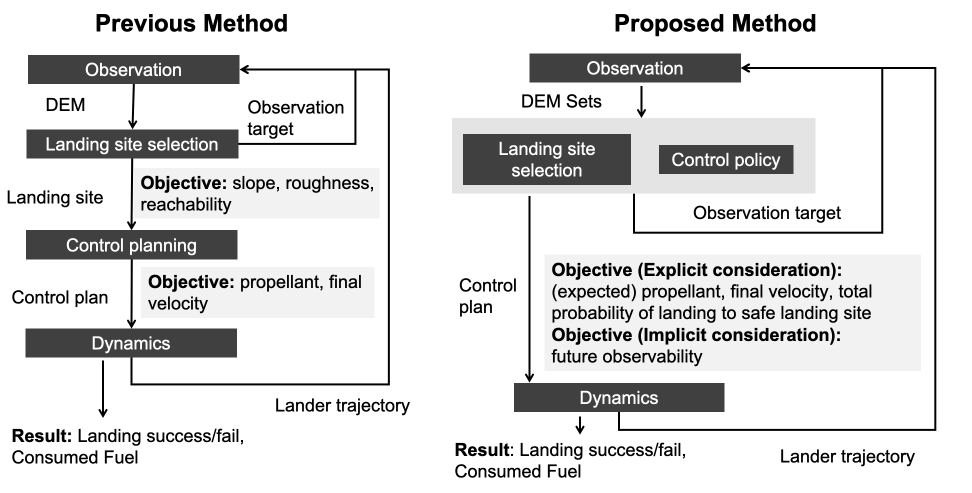 Previous Method
Observation
DEM
Observation
target
Landing site selection
Objective: slope, roughness,
reachability
Landing site
Control planning
Objective: propellant, final
velocity
Control plan
Dynamics
Lander trajectory
Result: Landing success/fail,
Consumed Fuel
Proposed Method
Observation
DEM Sets
Landing site
selection
Control policy
Observation target
Control
plan
Objective (Explicit consideration):
(expected) propellant, final velocity, total
probability of landing to safe landing site
Objective (Implicit consideration):
future observability
Dynamics
Result: Landing success/fail,
Consumed Fuel
Lander trajectory